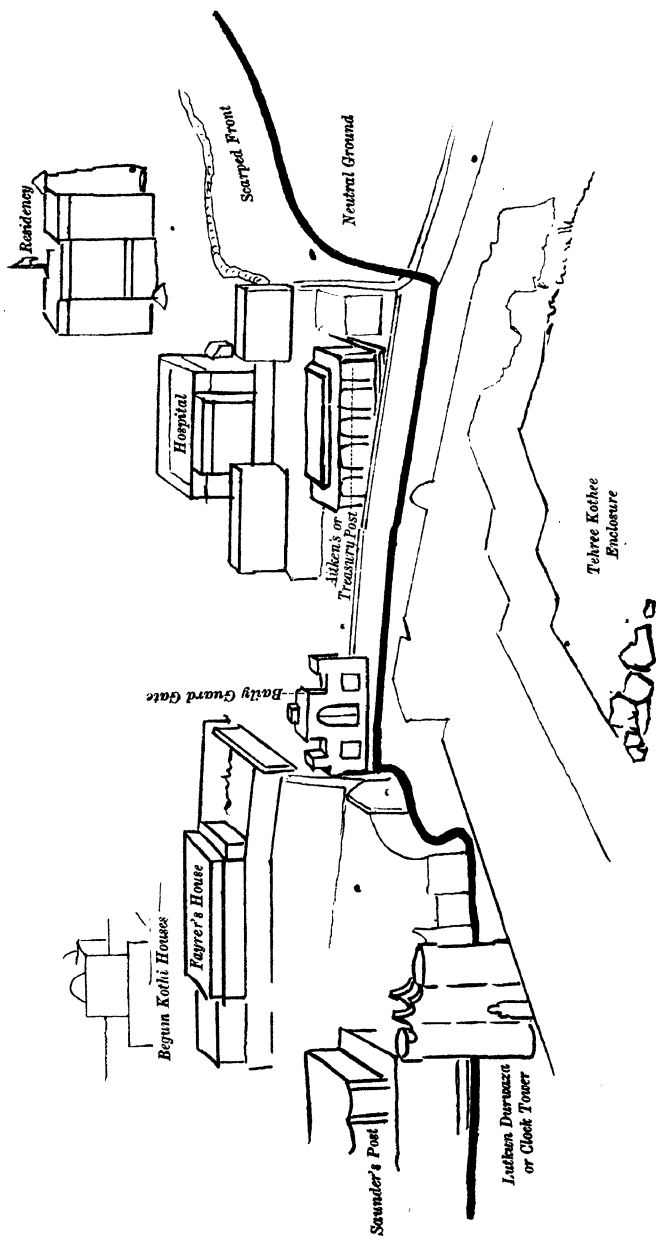 Residency
Scarped Front
Neutral Ground
Hospital
Aitken's or
Treasury Post
Baily Guard Gate
Begum Kothi Houses
Fayrer's House
Tehree Kothee
Enclosure
Saunder's Post
Lutkun Durwaza
or Clock Tower